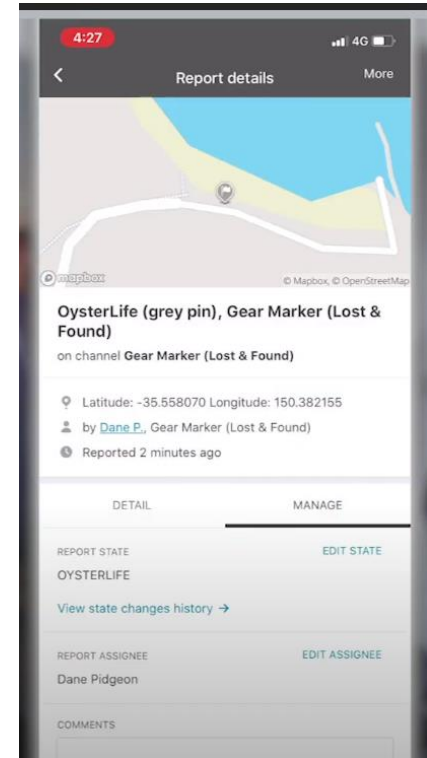 4:27
4G
Report details
More
mapbox
© Mapbox, © OpenStreetMap
OysterLife (grey pin), Gear Marker (Lost &
Found)
on channel Gear Marker (Lost & Found)
Latitude: -35.558070 Longitude: 150.382155
by Dane P., Gear Marker (Lost & Found)
Reported 2 minutes ago
DETAIL
MANAGE
REPORT STATE
EDIT STATE
OYSTERLIFE
View state changes history →
REPORT ASSIGNEE
EDIT ASSIGNEE
Dane Pidgeon
COMMENTS